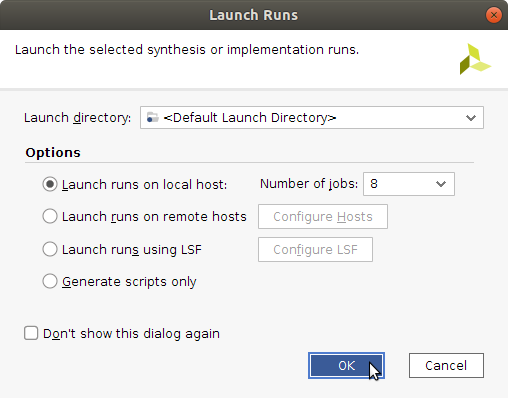 Launch Runs
Launch the selected synthesis or implementation runs.
Launch directory: <Default Launch Directory>
Options
Launch runs on local host: Number of jobs: 8
Launch runs on remote hosts Configure Hosts
Launch runs using LSF Configure LSF
Generate scripts only
Don't show this dialog again
OK Cancel